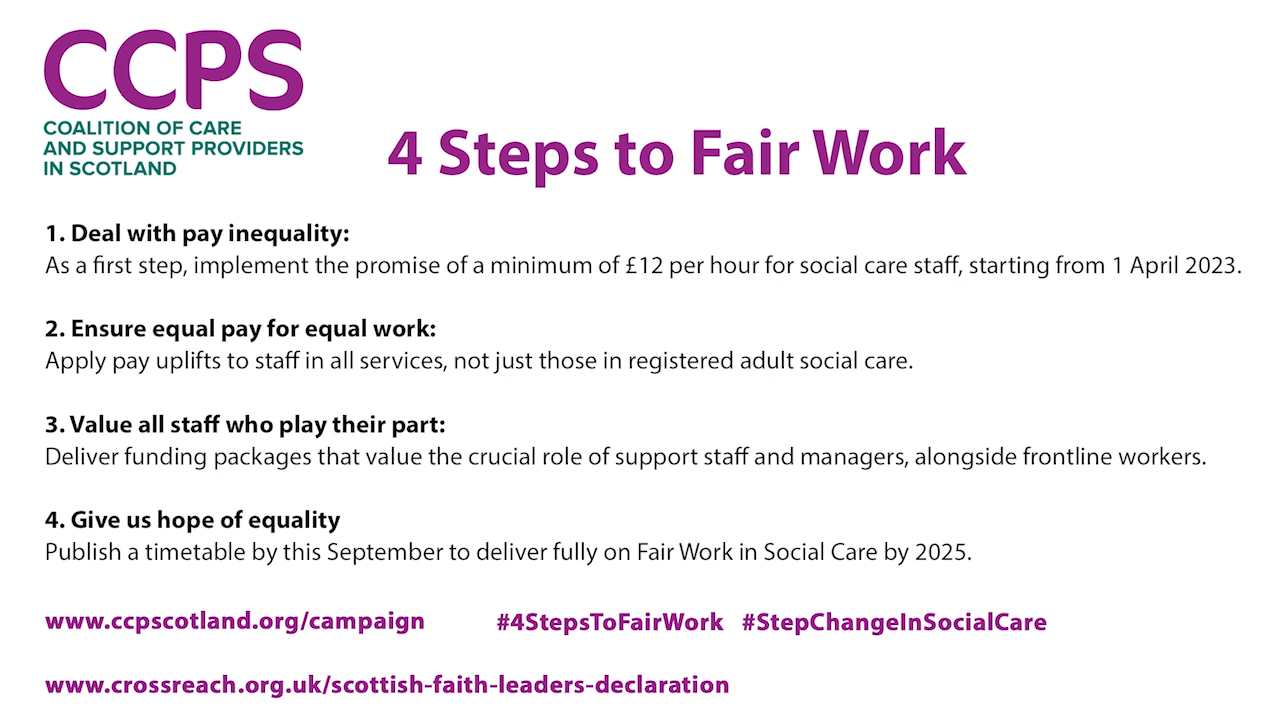 CCPS
COALITION OF CARE
AND SUPPORT PROVIDERS
IN SCOTLAND
4 Steps to Fair Work
1. Deal with pay inequality:
As a first step, implement the promise of a minimum of £12 per hour for social care staff, starting from 1 April 2023.
2. Ensure equal pay for equal work:
Apply pay uplifts to staff in all services, not just those in registered adult social care.
3. Value all staff who play their part:
Deliver funding packages that value the crucial role of support staff and managers, alongside frontline workers.
4. Give us hope of equality
Publish a timetable by this September to deliver fully on Fair Work in Social Care by 2025.
www.ccpscotland.org/campaign #4StepsToFairWork #StepChangeInSocialCare
www.crossreach.org.uk/scottish-faith-leaders-declaration